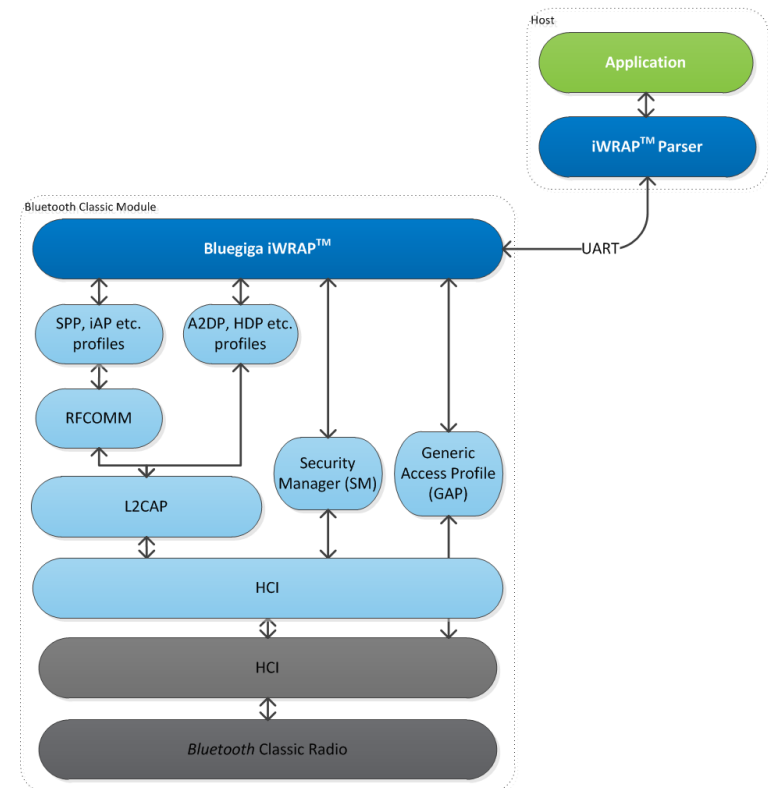 Host
Application
iWRAP™ Parser
Bluetooth Classic Module
Bluegiga iWRAP™
UART
SPP, iAP etc.
profiles
A2DP, HDP etc.
profiles
RFCOMM
Security
Manager (SM)
Generic
Access Profile
(GAP)
L2CAP
HCI
HCI
Bluetooth Classic Radio